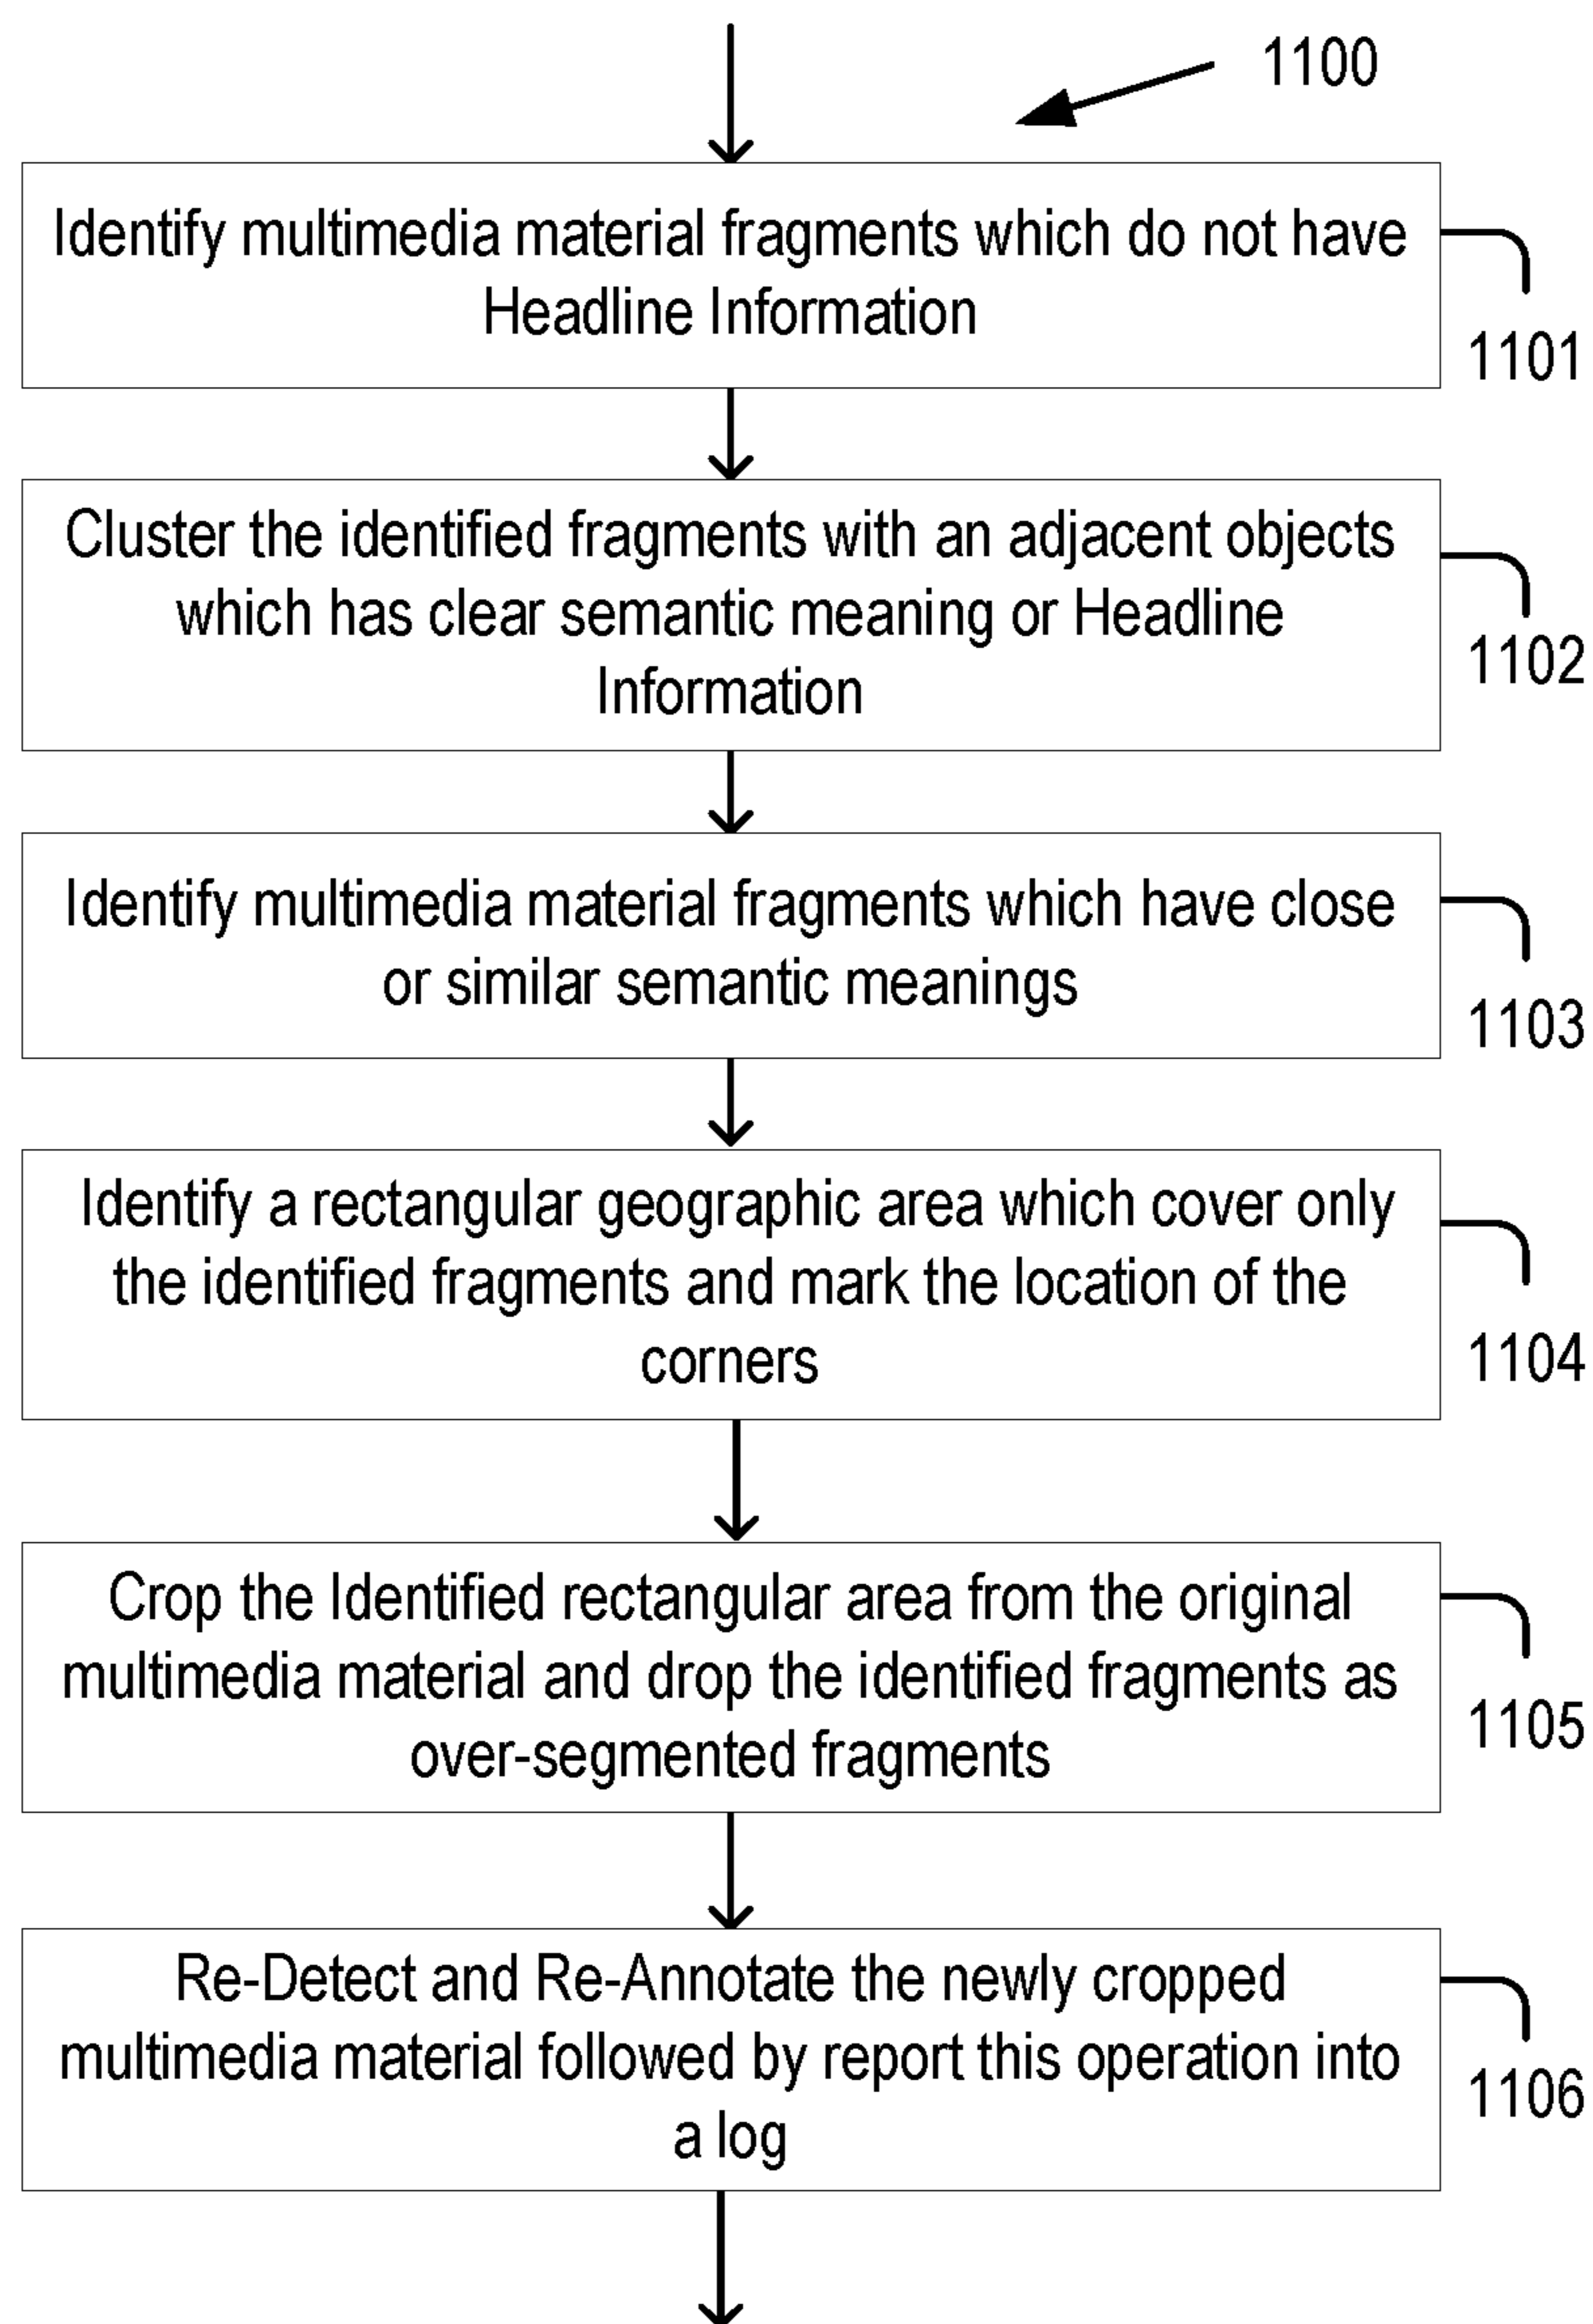 1100
Identify multimedia material fragments which do not have
Headline Information
1101
Cluster the identified fragments with an adjacent objects
which has clear semantic meaning or Headline
Information
1102
Identify multimedia material fragments which have close
or similar semantic meanings
1103
Identify a rectangular geographic area which cover only
the identified fragments and mark the location of the
corners
1104
Crop the Identified rectangular area from the original
multimedia material and drop the identified fragments as
over-segmented fragments
1105
Re-Detect and Re-Annotate the newly cropped
multimedia material followed by report this operation into
a log
1106